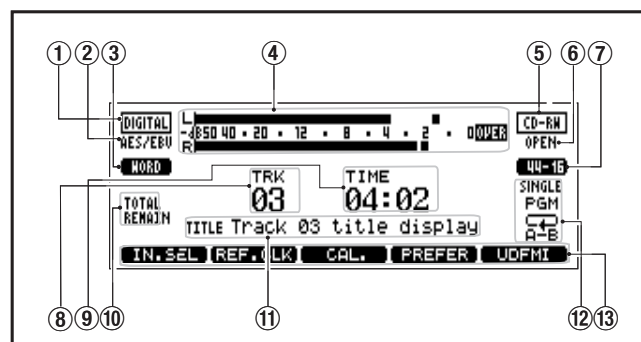 ① ② ③ ④ ⑤ ⑥ ⑦
DIGITAL L CD-RW
AES/EBU -dB 50 40 · 20 · 12 · 8 · 4 · 2 · 0 OVER OPEN
WORD R 44-16
TRK TIME SINGLE
03 04:02 PGM
TOTAL
REMAIN A-B
TITLE Track 03 title display
IN.SEL REF.CLK CAL. PREFER UDFMI
⑧ ⑨ ⑩ ⑪ ⑫ ⑬